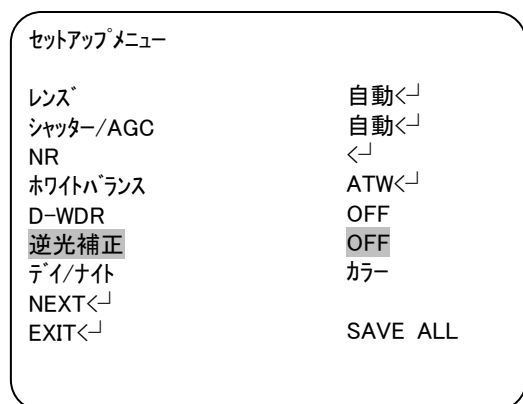 セットアップメニュー
レンズ 自動<┘
シャッター/AGC 自動<┘
NR <┘
ホワイトバランス ATW<┘
D-WDR OFF
逆光補正 OFF
デイ/ナイト カラー
NEXT<┘
EXIT<┘ SAVE ALL